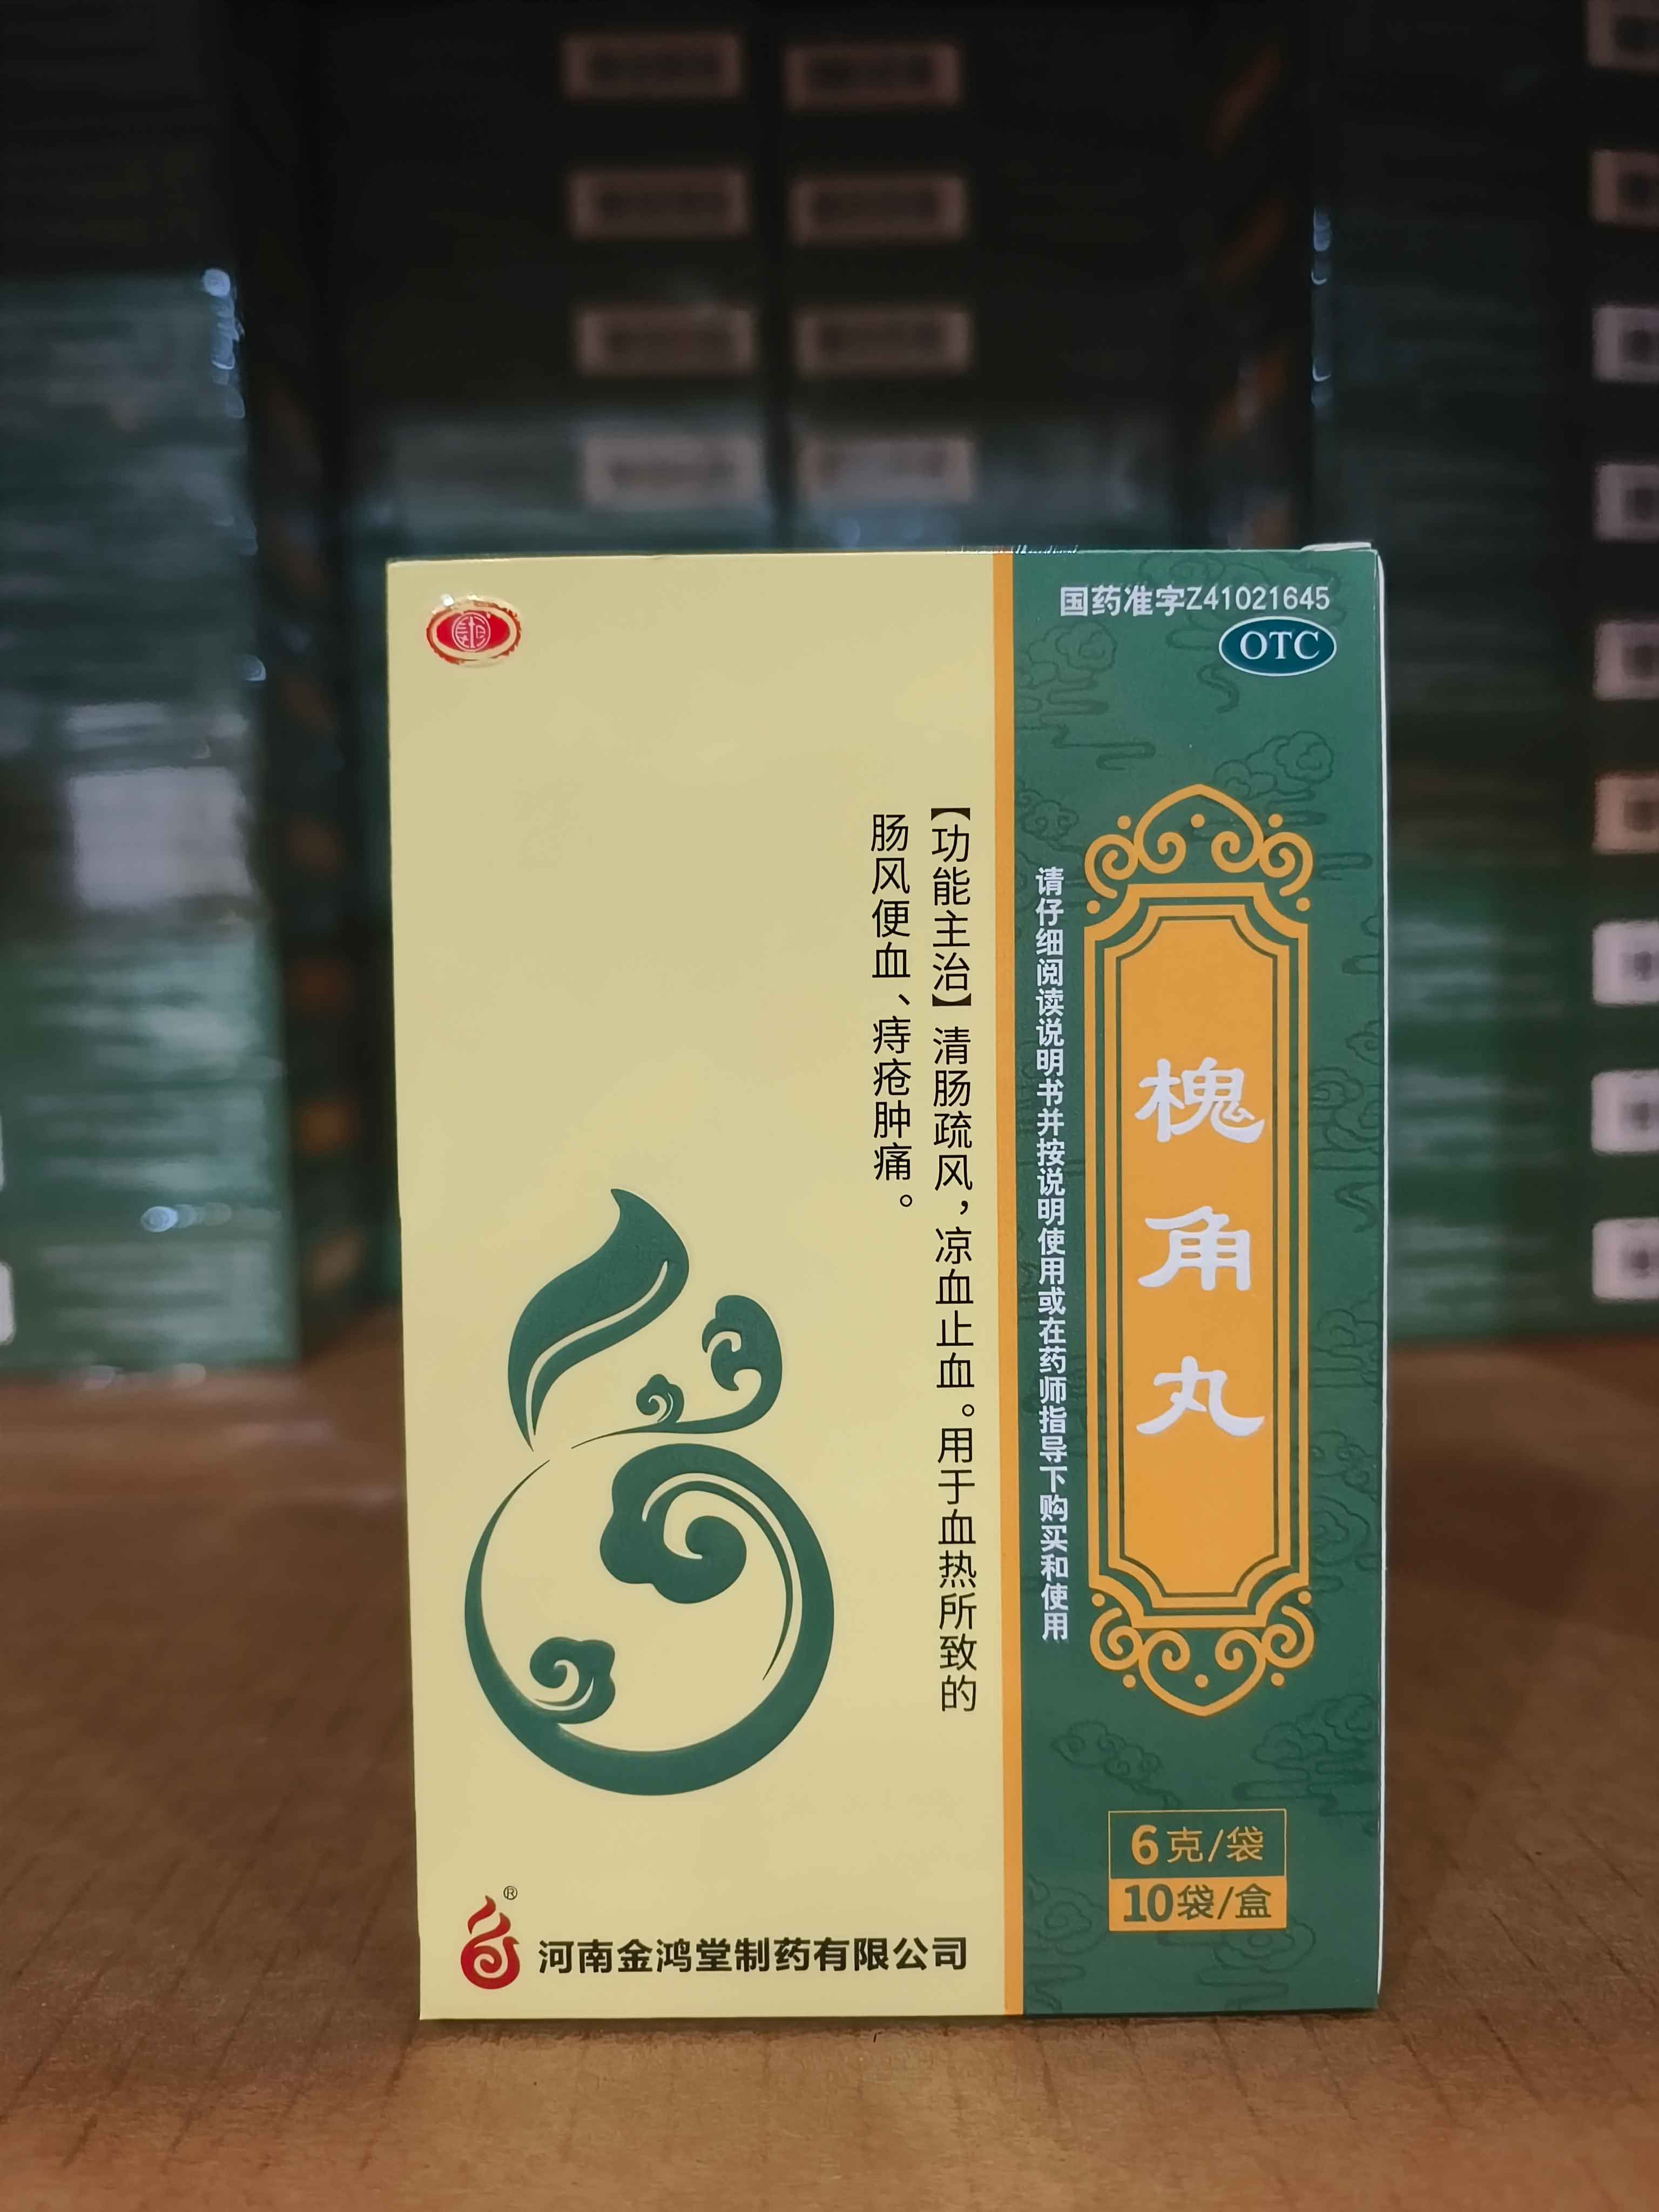 国药准字Z41021645
OTC
槐角丸
请仔细阅读说明书并按说明使用或在药师指导下购买和使用
【功能主治】清肠疏风，凉血止血。用于血热所致的
肠风便血、痔疮肿痛。
6克/袋
10袋/盒
®
河南金鸿堂制药有限公司